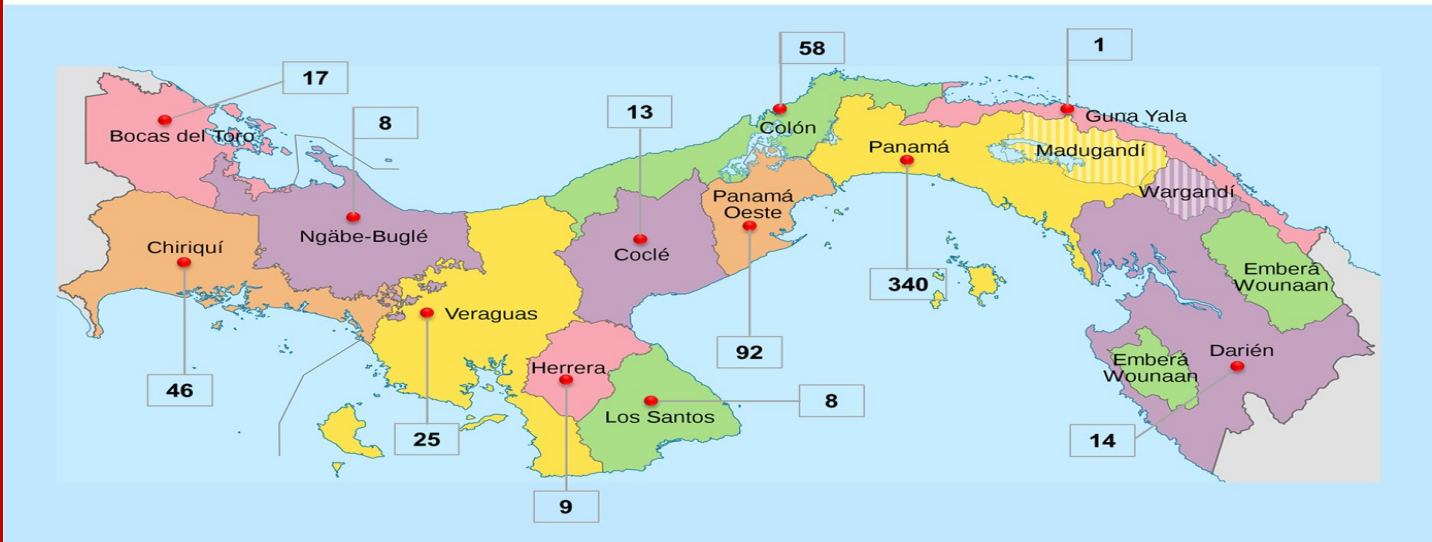 58
1
17
8
13
Guna Yala
Bocas del Toro
Colón
Panamá
Madugandí
Wargandí
Panamá
Oeste
Ngäbe-Buglé
Chiriquí
Coclé
Emberá
Wounaan
340
Veraguas
92
Herrera
Emberá
Wounaan
Darién
46
8
Los Santos
25
14
9